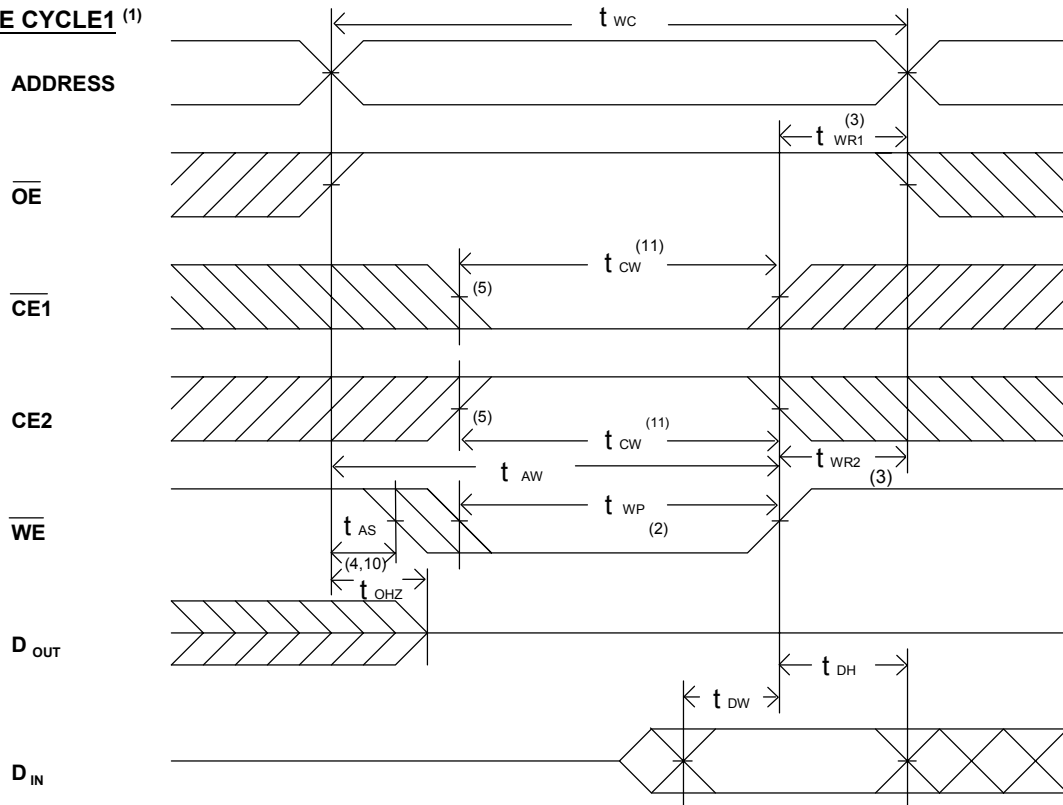 E CYCLE1 (1)
t WC
ADDRESS
t WR1 (3)
OE
t CW (11)
CE1
(5)
CE2
(5)
t CW (11)
t WR2 (3)
t AW
WE
t AS
t WP (2)
(4,10)
t OHZ
D OUT
t DH
t DW
D IN